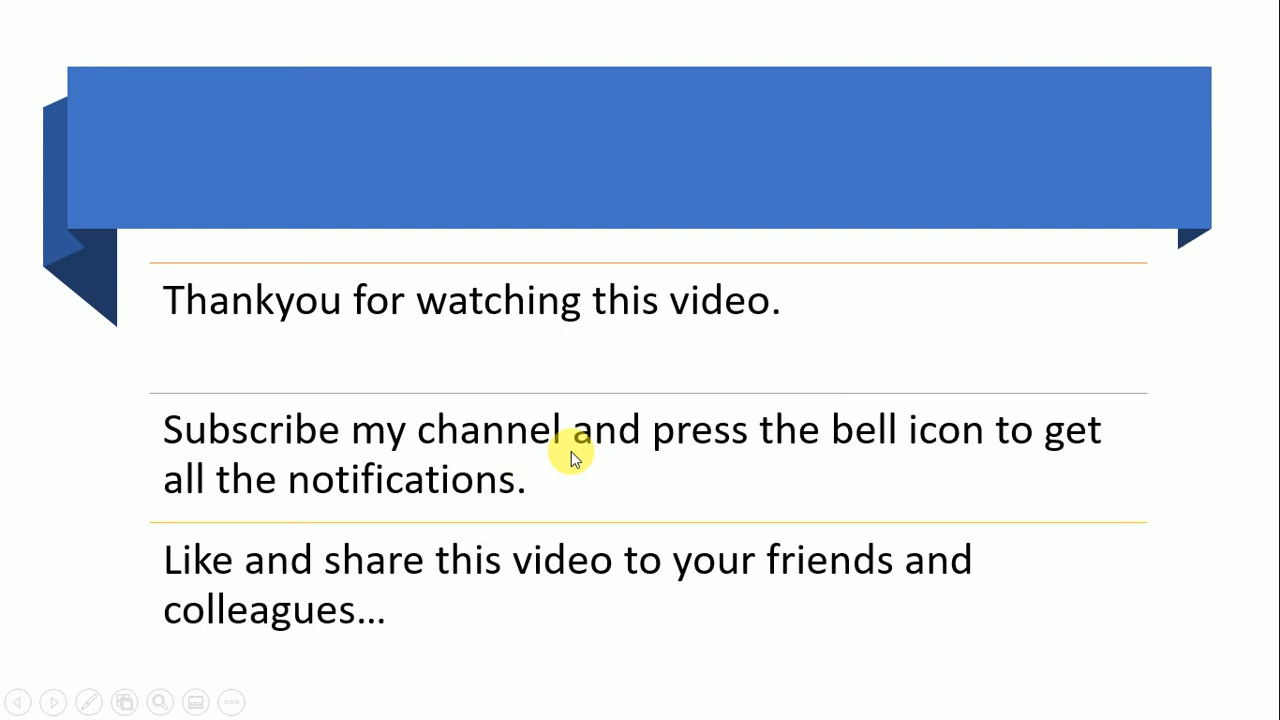 Thankyou for watching this video.
Subscribe my channel and press the bell icon to get
all the notifications.
Like and share this video to your friends and
colleagues...